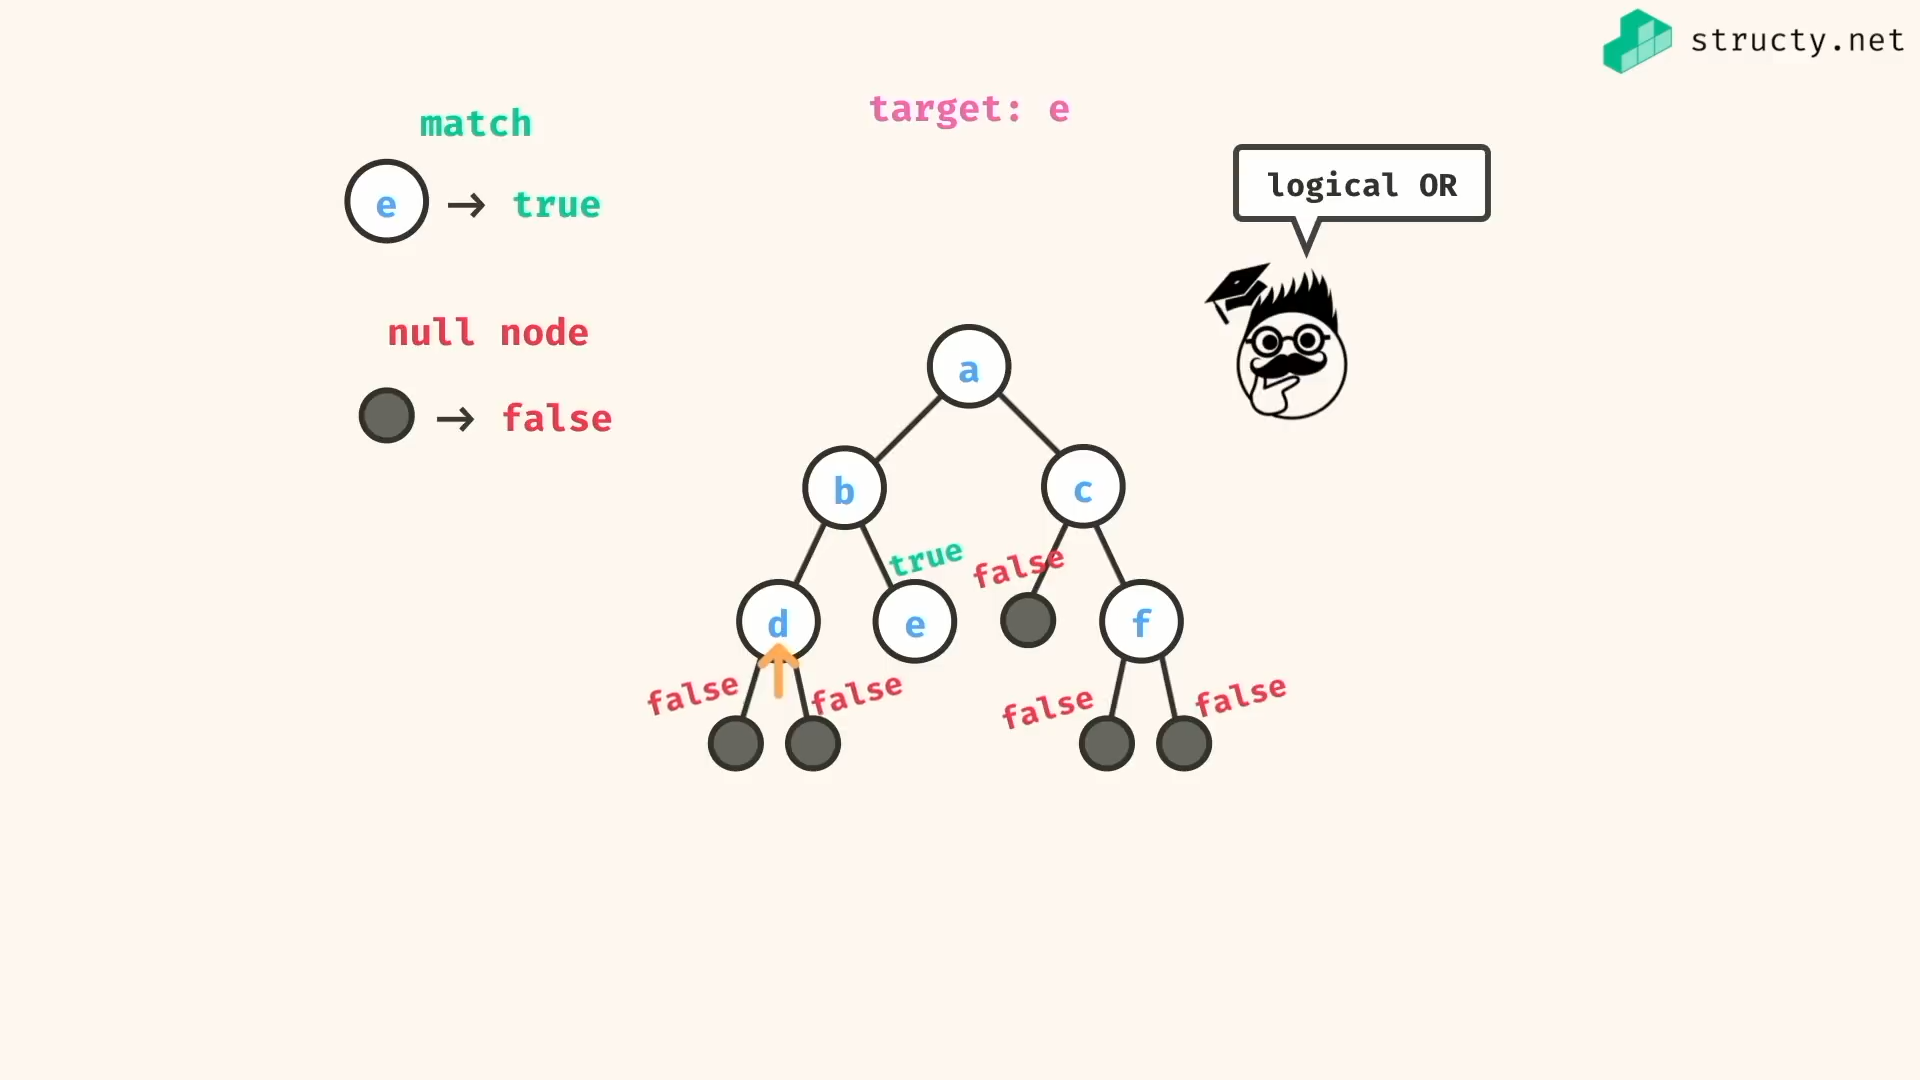 structy.net
target: e
match
e → true
logical OR
null node
→ false
a
b
c
true
false
d
e
f
false
false
false
false